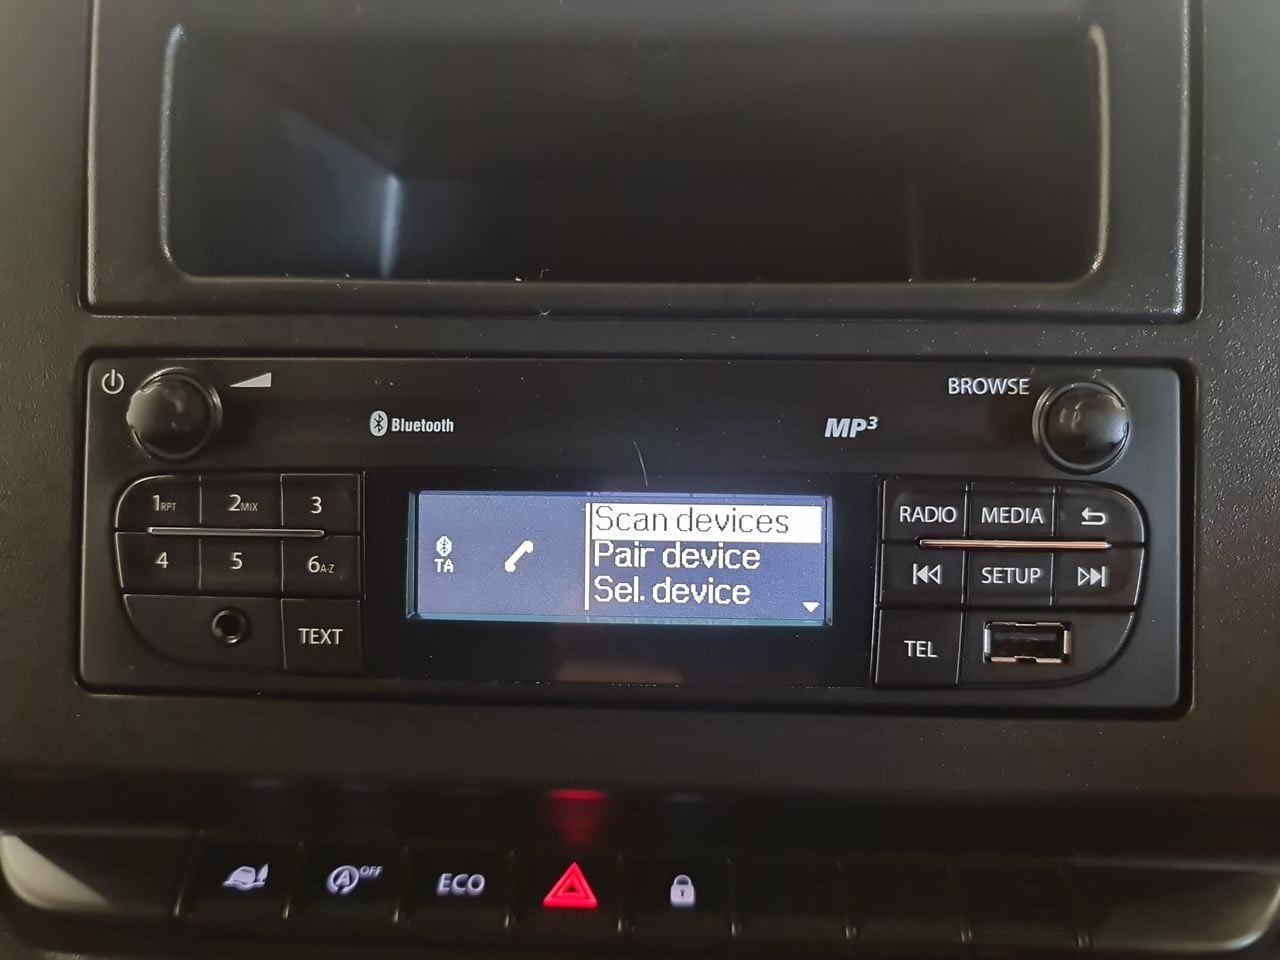 BROWSE
Bluetooth
MP3
1RPT 2MIX 3
4 5 6A-Z
TEXT
TA
Scan devices
Pair device
Sel. device
RADIO MEDIA
SETUP
TEL
A OFF
ECO